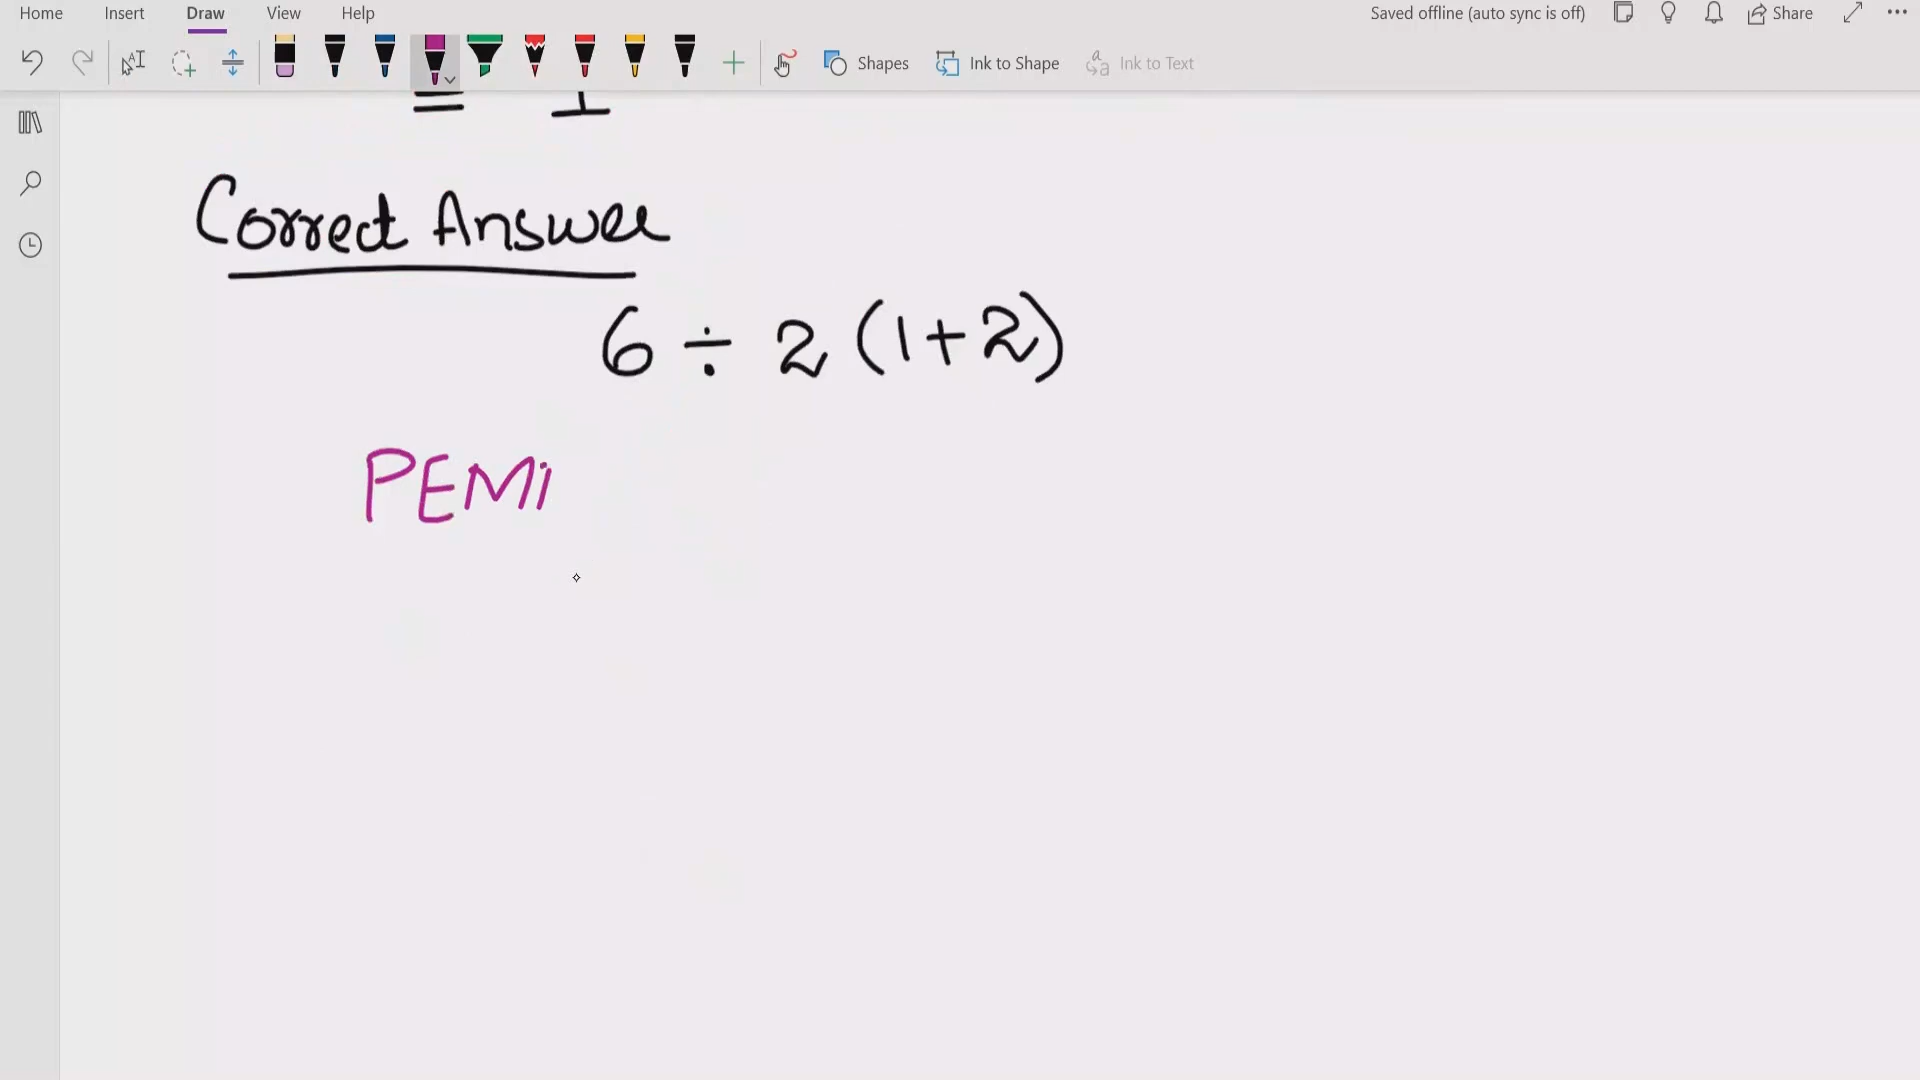 Home Insert Draw View Help Saved offline (auto sync is off) Share
Shapes Ink to Shape Ink to Text
Correct Answer
6 ÷ 2 (1+2)
PEM